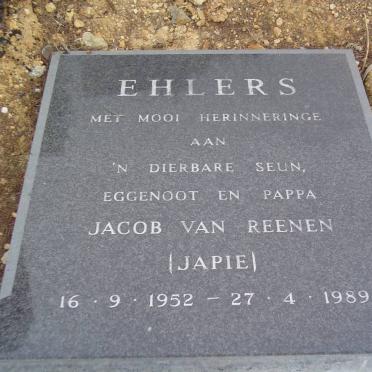 EHLERS
MET MOOI HERINNERINGE
AAN
'N DIERBARE SEUN,
EGGENOOT EN PAPPA
JACOB VAN REENEN
(JAPIE)
16 · 9 · 1952 – 27 · 4 · 1989